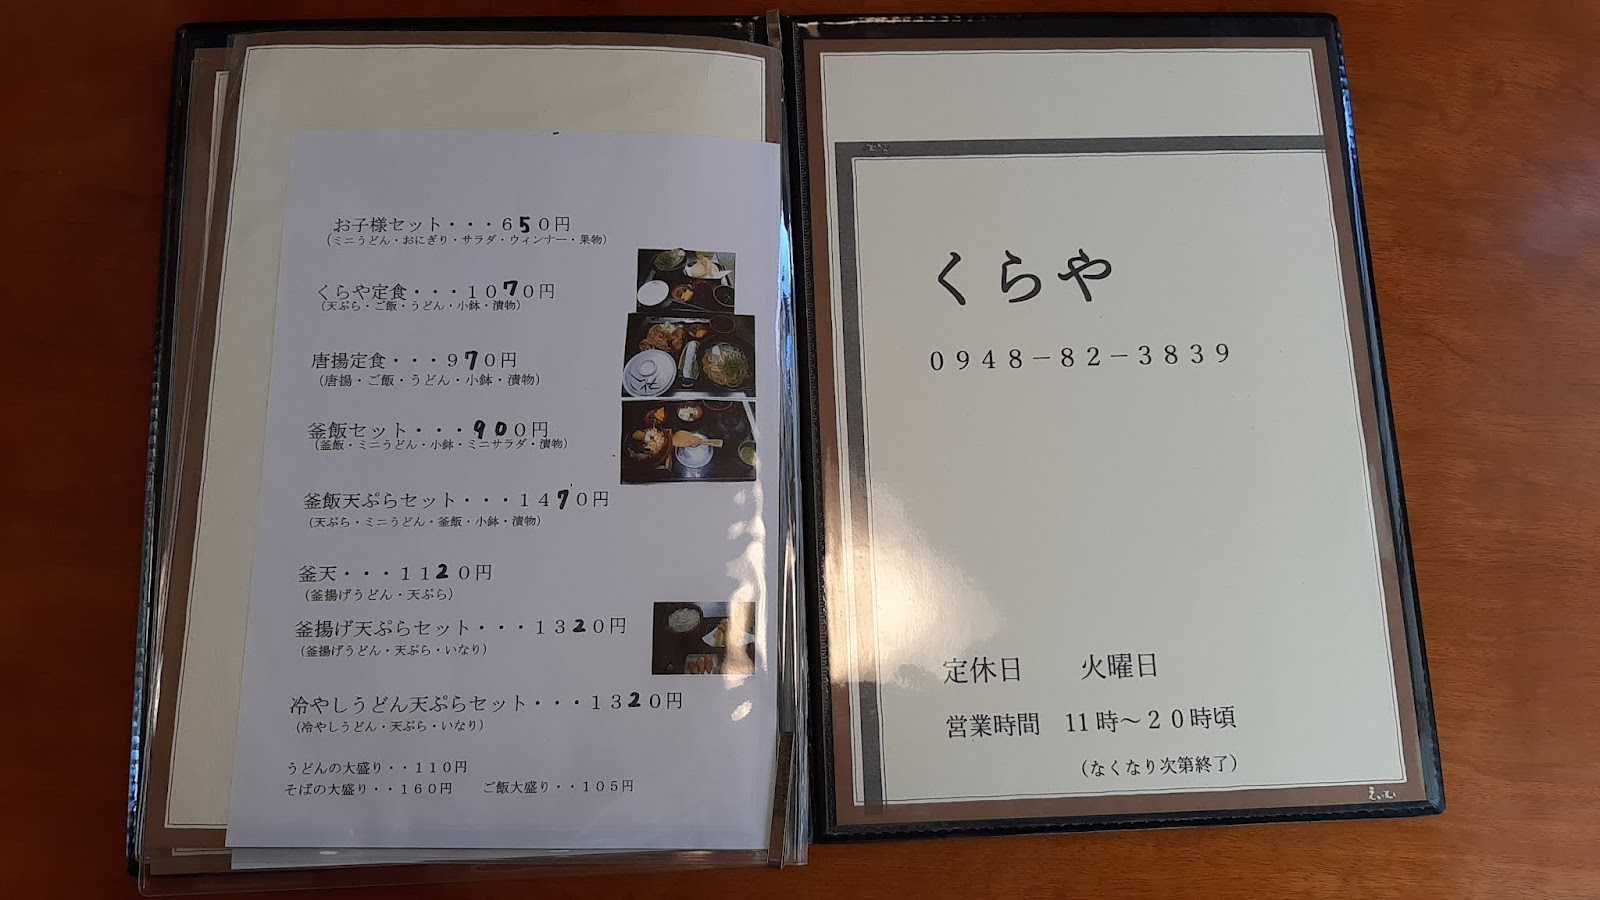 お子様セット・・・６５０円
（ミニうどん・おにぎり・サラダ・ウィンナー・果物）
くらや定食・・・１０７０円
（天ぷら・ご飯・うどん・小鉢・漬物）
唐揚定食・・・９７０円
（唐揚・ご飯・うどん・小鉢・漬物）
釜飯セット・・・９００円
（釜飯・ミニうどん・小鉢・ミニサラダ・漬物）
釜飯天ぷらセット・・・１４７０円
（天ぷら・ミニうどん・釜飯・小鉢・漬物）
釜天・・・１１２０円
（釜揚げうどん・天ぷら）
釜揚げ天ぷらセット・・・１３２０円
（釜揚げうどん・天ぷら・いなり）
冷やしうどん天ぷらセット・・・１３２０円
（冷やしうどん・天ぷら・いなり）
うどんの大盛り・・１１０円
そばの大盛り・・１６０円　　ご飯大盛り・・１０５円
くらや
０９４８－８２－３８３９
定休日　　火曜日
営業時間　11時～２０時頃
（なくなり次第終了）
えいむ